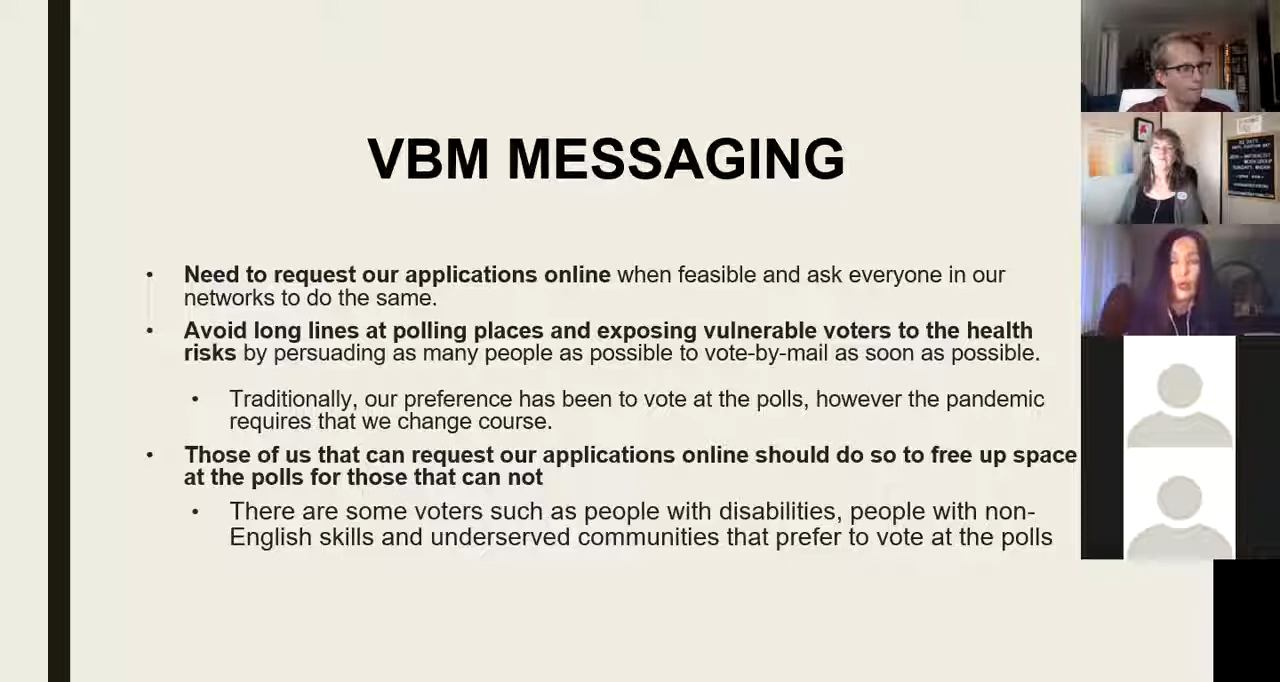 VBM MESSAGING
• Need to request our applications online when feasible and ask everyone in our
networks to do the same.
• Avoid long lines at polling places and exposing vulnerable voters to the health
risks by persuading as many people as possible to vote-by-mail as soon as possible.
• Traditionally, our preference has been to vote at the polls, however the pandemic
requires that we change course.
• Those of us that can request our applications online should do so to free up space
at the polls for those that can not
• There are some voters such as people with disabilities, people with non-
English skills and underserved communities that prefer to vote at the polls